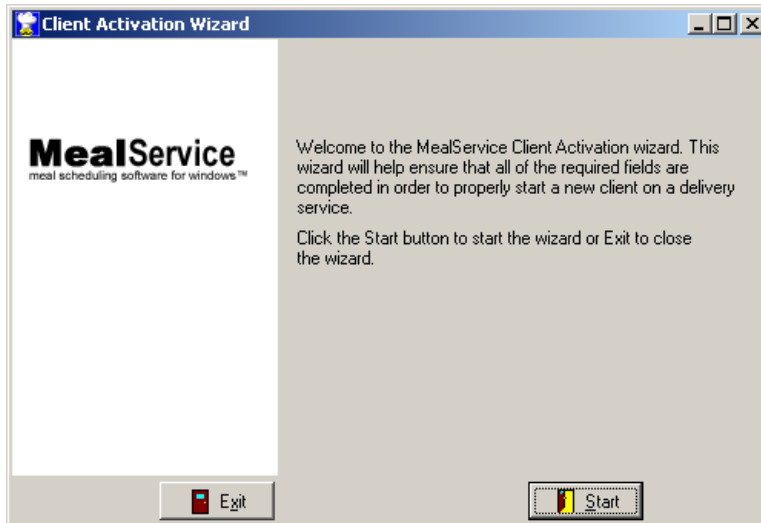 Client Activation Wizard
MealService
meal scheduling software for windows™
Welcome to the MealService Client Activation wizard. This
wizard will help ensure that all of the required fields are
completed in order to properly start a new client on a delivery
service.
Click the Start button to start the wizard or Exit to close
the wizard.
Exit
Start